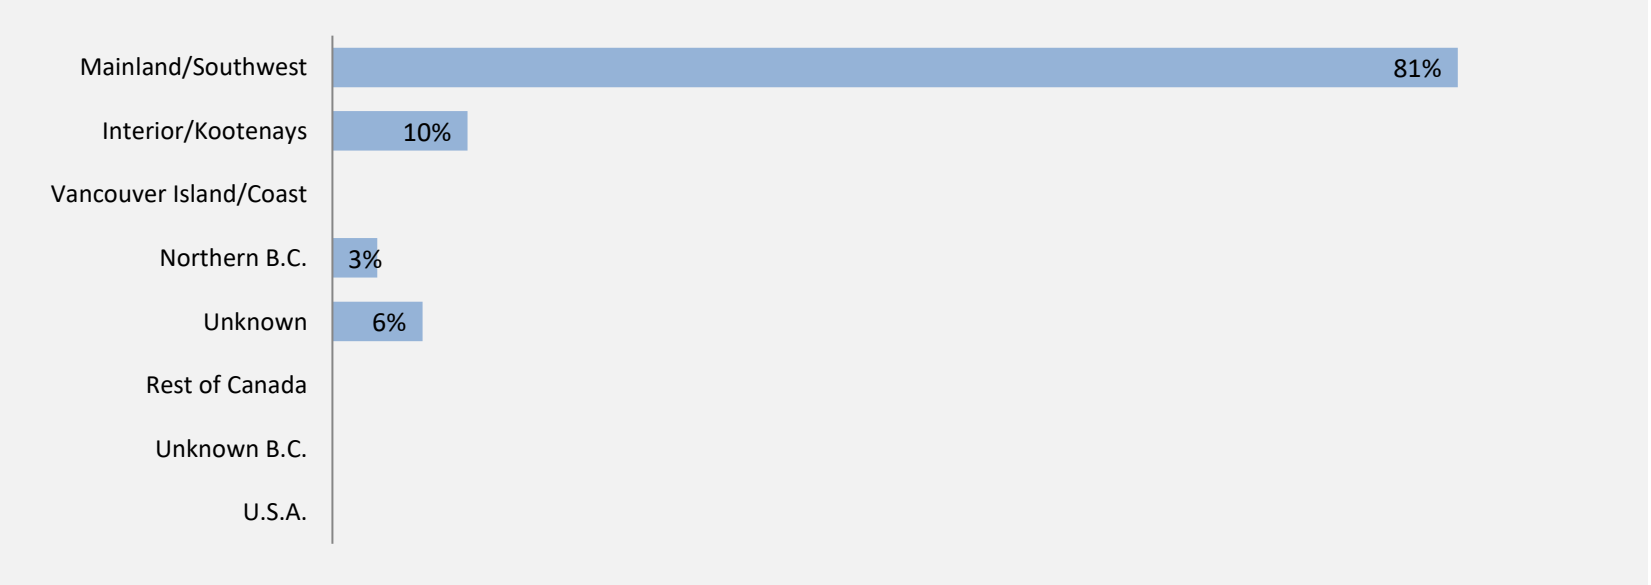 Mainland/Southwest 81%
Interior/Kootenays 10%
Vancouver Island/Coast
Northern B.C. 3%
Unknown 6%
Rest of Canada
Unknown B.C.
U.S.A.